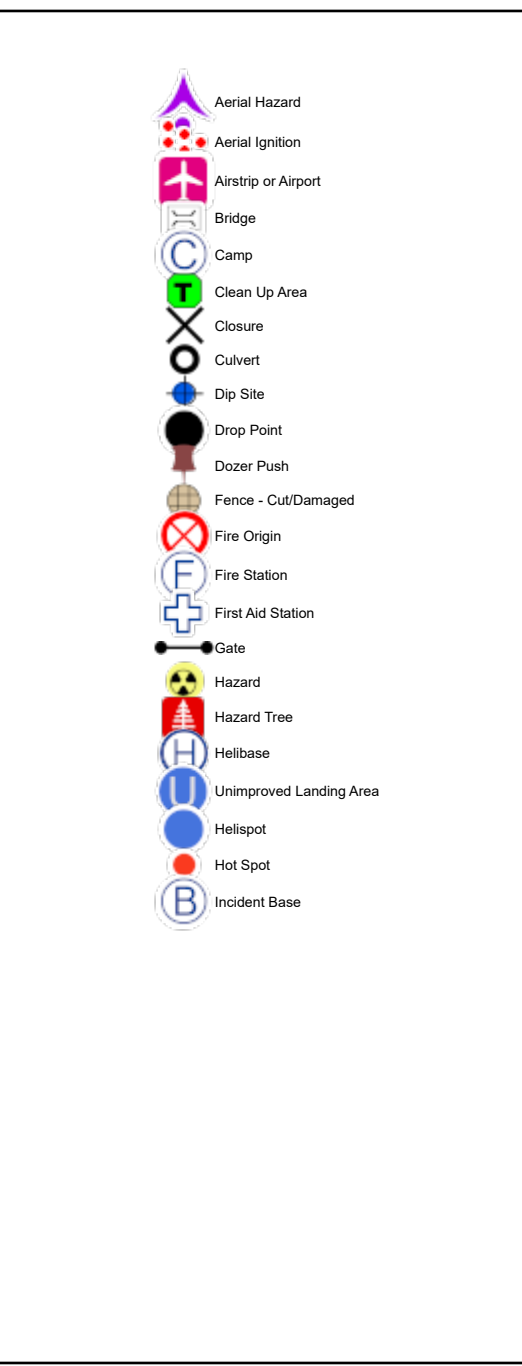 Aerial Hazard
Aerial Ignition
Airstrip or Airport
Bridge
C Camp
T Clean Up Area
Closure
Culvert
Dip Site
Drop Point
Dozer Push
Fence - Cut/Damaged
Fire Origin
F Fire Station
First Aid Station
Gate
Hazard
Hazard Tree
H Helibase
U Unimproved Landing Area
Helispot
Hot Spot
B Incident Base